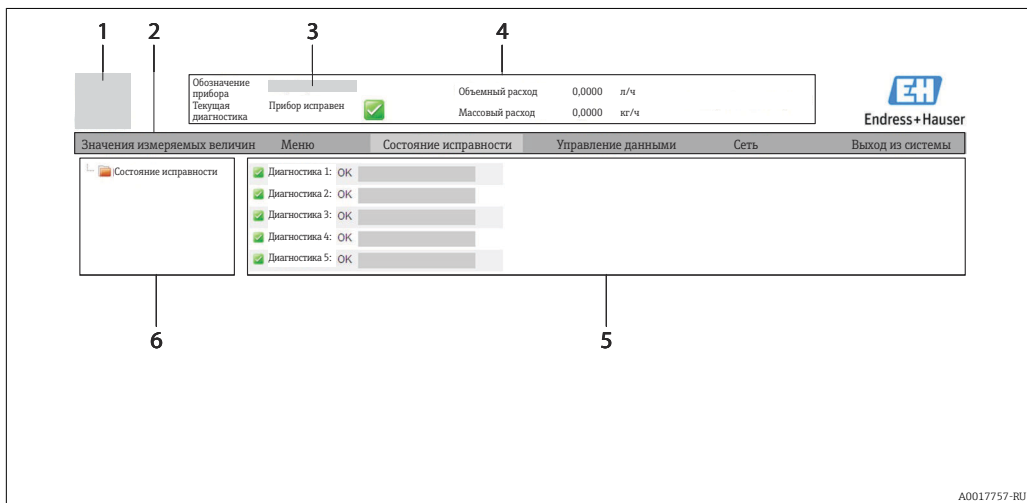 1 2 3 4
Обозначение
прибора
Текущая
диагностика
Прибор исправен
Объемный расход 0,0000 л/ч
Массовый расход 0,0000 кг/ч
EH
Endress+Hauser
Значения измеряемых величин Меню Состояние исправности Управление данными Сеть Выход из системы
Состояние исправности
Диагностика 1: OK
Диагностика 2: OK
Диагностика 3: OK
Диагностика 4: OK
Диагностика 5: OK
6 5
A0017757-RU